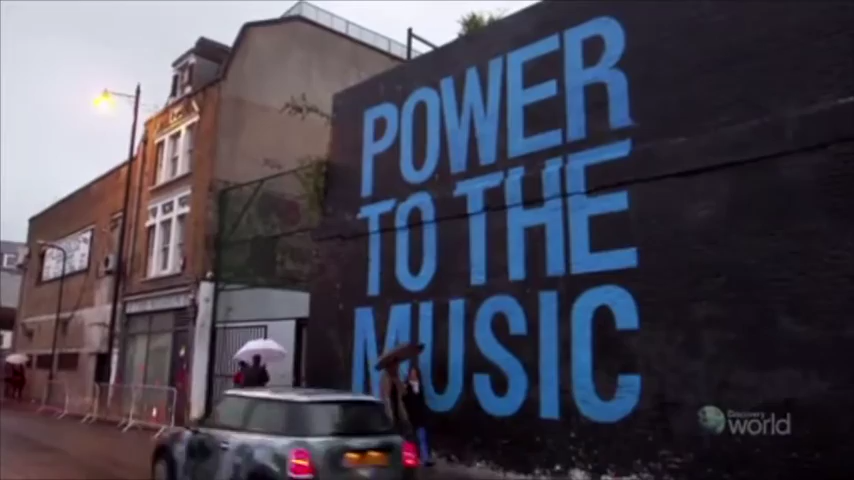 POWER
TO THE
MUSIC
Discovery
world